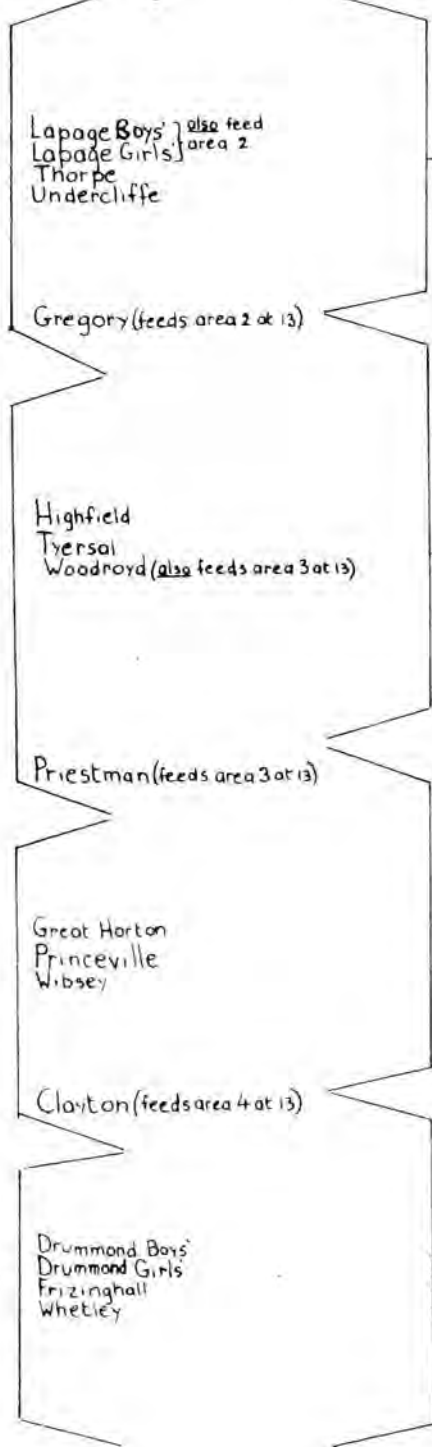 Lapage Boys' } also feed
Lapage Girls' } area 2
Thorpe
Undercliffe
Gregory (feeds area 2 at 13)
Highfield
Tyersal
Woodroyd (also feeds area 3 at 13)
Priestman (feeds area 3 at 13)
Great Horton
Princeville
Wibsey
Clayton (feeds area 4 at 13)
Drummond Boys'
Drummond Girls'
Frizinghall
Whetley